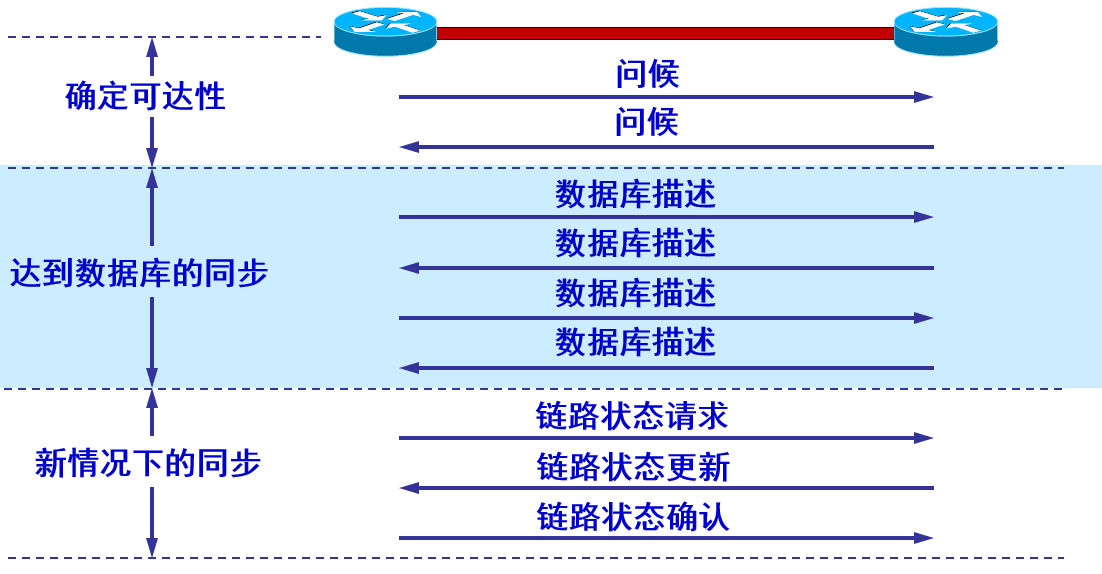 问候
确定可达性
问候
数据库描述
数据库描述
达到数据库的同步
数据库描述
数据库描述
链路状态请求
新情况下的同步
链路状态更新
链路状态确认